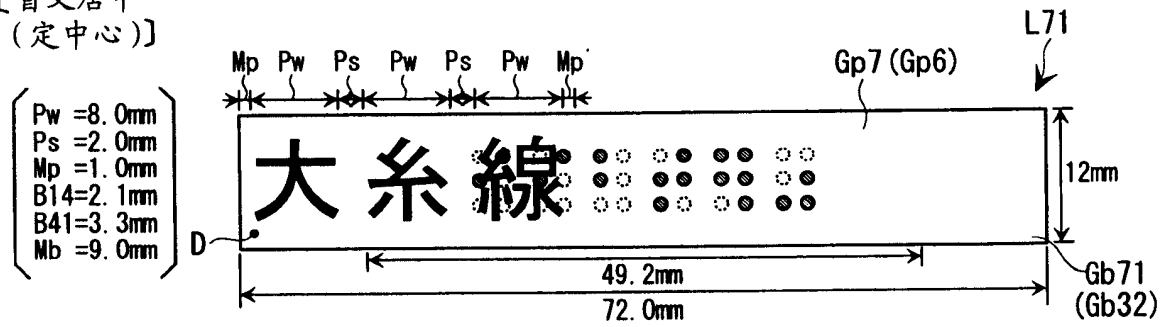 (定中心)]
L71
Mp Pw Ps Pw Ps Pw Mp
Gp7(Gp6)
Pw =8.0mm
Ps =2.0mm
Mp =1.0mm
B14=2.1mm
B41=3.3mm
Mb =9.0mm
大糸線
12mm
D
49.2mm
72.0mm
Gb71
(Gb32)